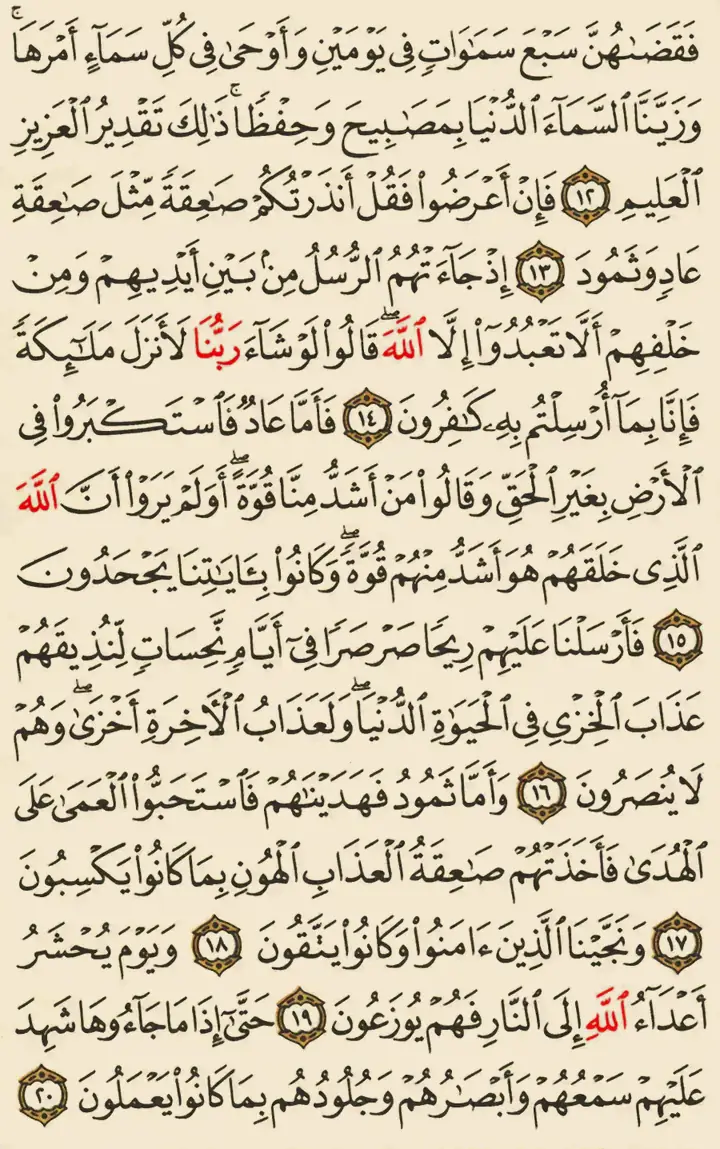 فَقَضَىٰهُنَّ سَبْعَ سَمَٰوَاتٍ فِى يَوْمَيْنِ وَأَوْحَىٰ فِى كُلِّ سَمَآءٍ أَمْرَهَا ۚ
وَزَيَّنَّا ٱلسَّمَآءَ ٱلدُّنْيَا بِمَصَٰبِيحَ وَحِفْظًا ۚ ذَٰلِكَ تَقْدِيرُ ٱلْعَزِيزِ
ٱلْعَلِيمِ ١٢ فَإِنْ أَعْرَضُوا۟ فَقُلْ أَنذَرْتُكُمْ صَٰعِقَةً مِّثْلَ صَٰعِقَةِ
عَادٍ وَثَمُودَ ١٣ إِذْ جَآءَتْهُمُ ٱلرُّسُلُ مِنۢ بَيْنِ أَيْدِيهِمْ وَمِنْ
خَلْفِهِمْ أَلَّا تَعْبُدُوٓا۟ إِلَّا ٱللَّهَ ۖ قَالُوا۟ لَوْ شَآءَ رَبُّنَا لَأَنزَلَ مَلَٰٓئِكَةً
فَإِنَّا بِمَآ أُرْسِلْتُم بِهِۦ كَٰفِرُونَ ١٤ فَأَمَّا عَادٌ فَٱسْتَكْبَرُوا۟ فِى
ٱلْأَرْضِ بِغَيْرِ ٱلْحَقِّ وَقَالُوا۟ مَنْ أَشَدُّ مِنَّا قُوَّةً ۖ أَوَلَمْ يَرَوْا۟ أَنَّ ٱللَّهَ
ٱلَّذِى خَلَقَهُمْ هُوَ أَشَدُّ مِنْهُمْ قُوَّةً ۖ وَكَانُوا۟ بِـَٔايَٰتِنَا يَجْحَدُونَ
١٥ فَأَرْسَلْنَا عَلَيْهِمْ رِيحًا صَرْصَرًا فِىٓ أَيَّامٍ نَّحِسَاتٍ لِّنُذِيقَهُمْ
عَذَابَ ٱلْخِزْىِ فِى ٱلْحَيَوٰةِ ٱلدُّنْيَا ۖ وَلَعَذَابُ ٱلْءَاخِرَةِ أَخْزَىٰ ۖ وَهُمْ
لَا يُنصَرُونَ ١٦ وَأَمَّا ثَمُودُ فَهَدَيْنَٰهُمْ فَٱسْتَحَبُّوا۟ ٱلْعَمَىٰ عَلَى
ٱلْهُدَىٰ فَأَخَذَتْهُمْ صَٰعِقَةُ ٱلْعَذَابِ ٱلْهُونِ بِمَا كَانُوا۟ يَكْسِبُونَ
١٧ وَنَجَّيْنَا ٱلَّذِينَ ءَامَنُوا۟ وَكَانُوا۟ يَتَّقُونَ ١٨ وَيَوْمَ يُحْشَرُ
أَعْدَآءُ ٱللَّهِ إِلَى ٱلنَّارِ فَهُمْ يُوزَعُونَ ١٩ حَتَّىٰٓ إِذَا مَا جَآءُوهَا شَهِدَ
عَلَيْهِمْ سَمْعُهُمْ وَأَبْصَٰرُهُمْ وَجُلُودُهُم بِمَا كَانُوا۟ يَعْمَلُونَ ٢٠